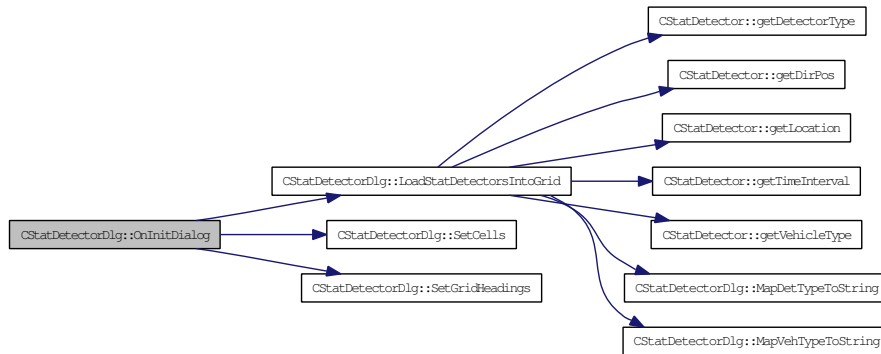 CStatDetector::getDetectorType
CStatDetector::getDirPos
CStatDetector::getLocation
CStatDetectorDlg::LoadStatDetectorsIntoGrid
CStatDetector::getTimeInterval
CStatDetectorDlg::OnInitDialog
CStatDetectorDlg::SetCells
CStatDetector::getVehicleType
CStatDetectorDlg::SetGridHeadings
CStatDetectorDlg::MapDetTypeToString
CStatDetectorDlg::MapVehTypeToString